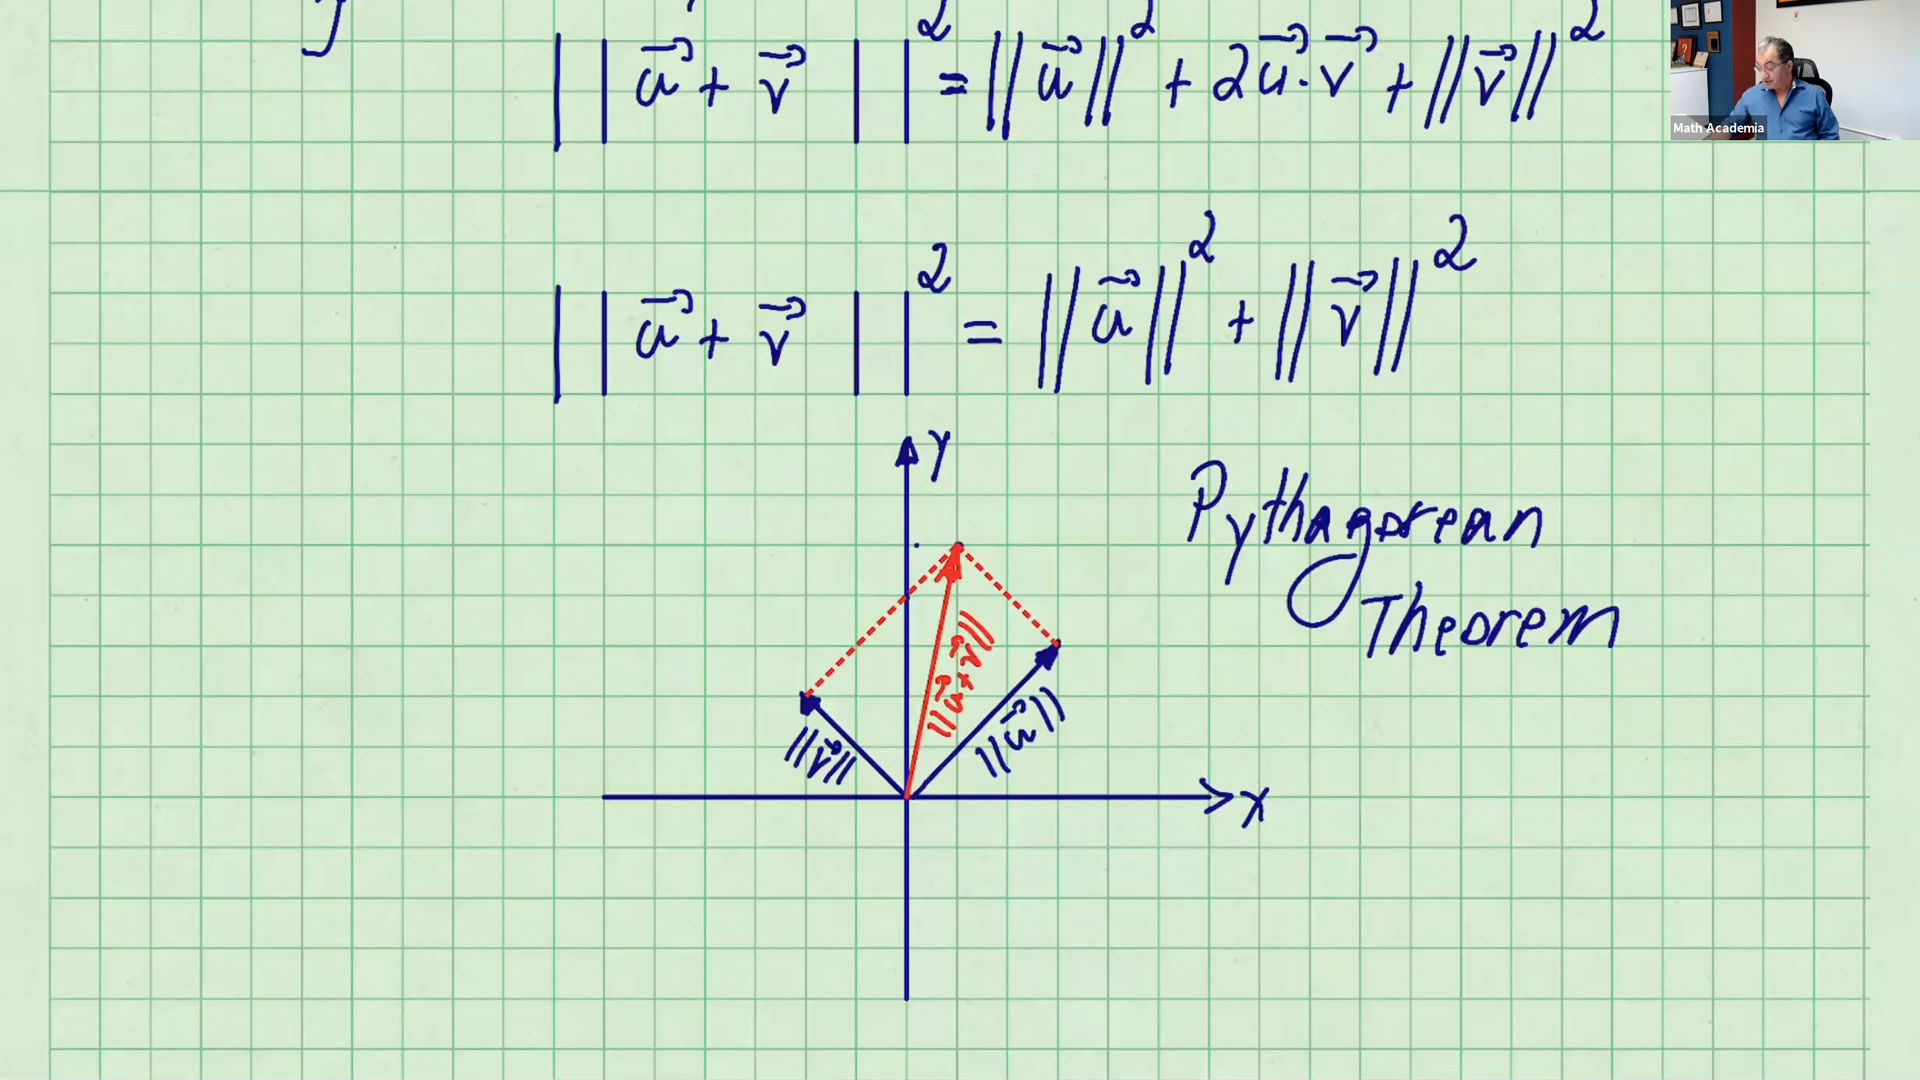 ||u⃗ + v⃗||² = ||u⃗||² + 2u⃗·v⃗ + ||v⃗||²
Math Academia
||u⃗ + v⃗||² = ||u⃗||² + ||v⃗||²
y
Pythagorean
Theorem
||u⃗+v⃗||
||v⃗||
||u⃗||
x